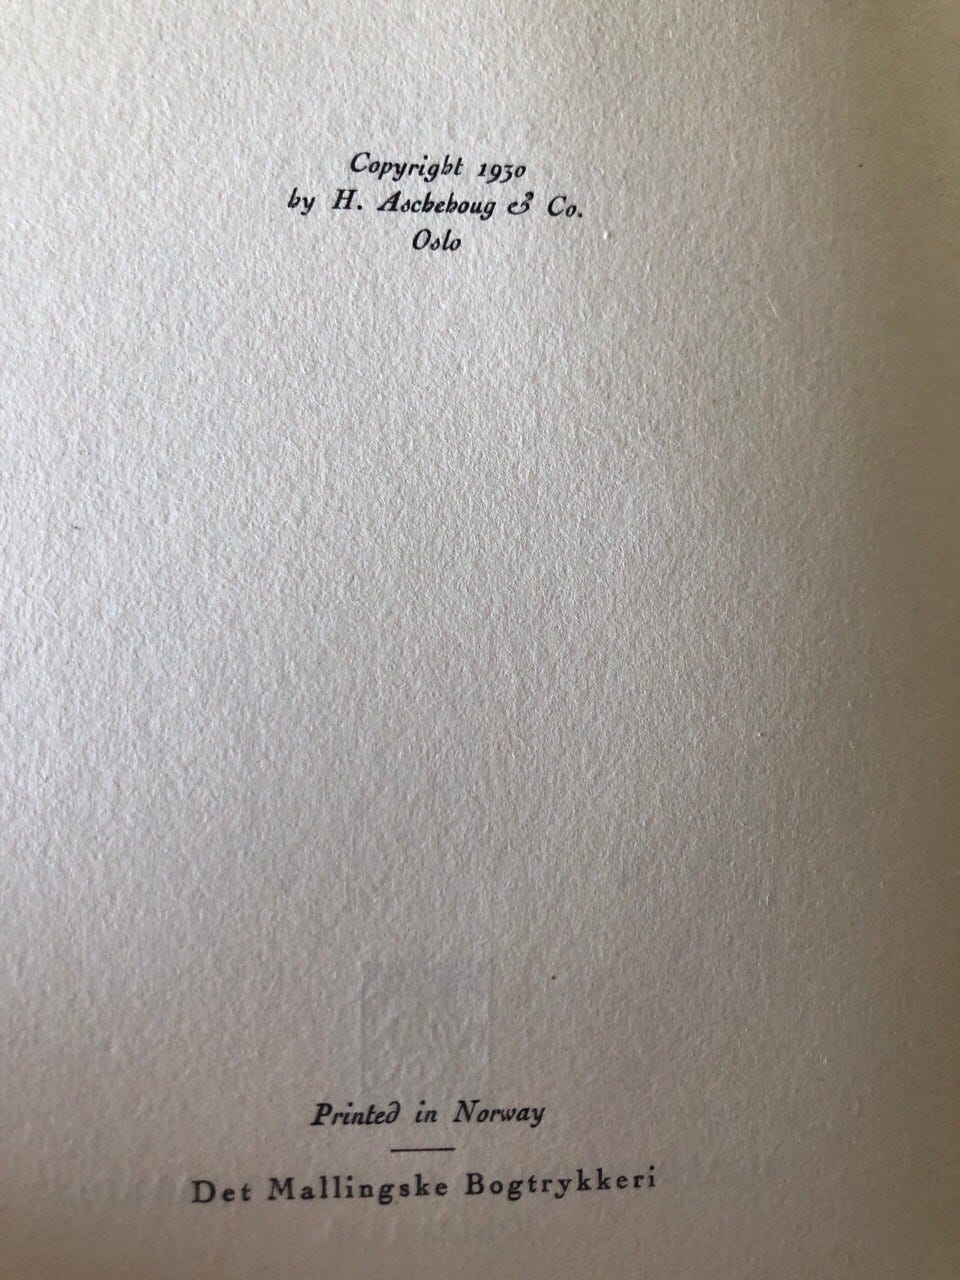 Copyright 1930
by H. Aschehoug & Co.
Oslo
Printed in Norway
Det Mallingske Bogtrykkeri